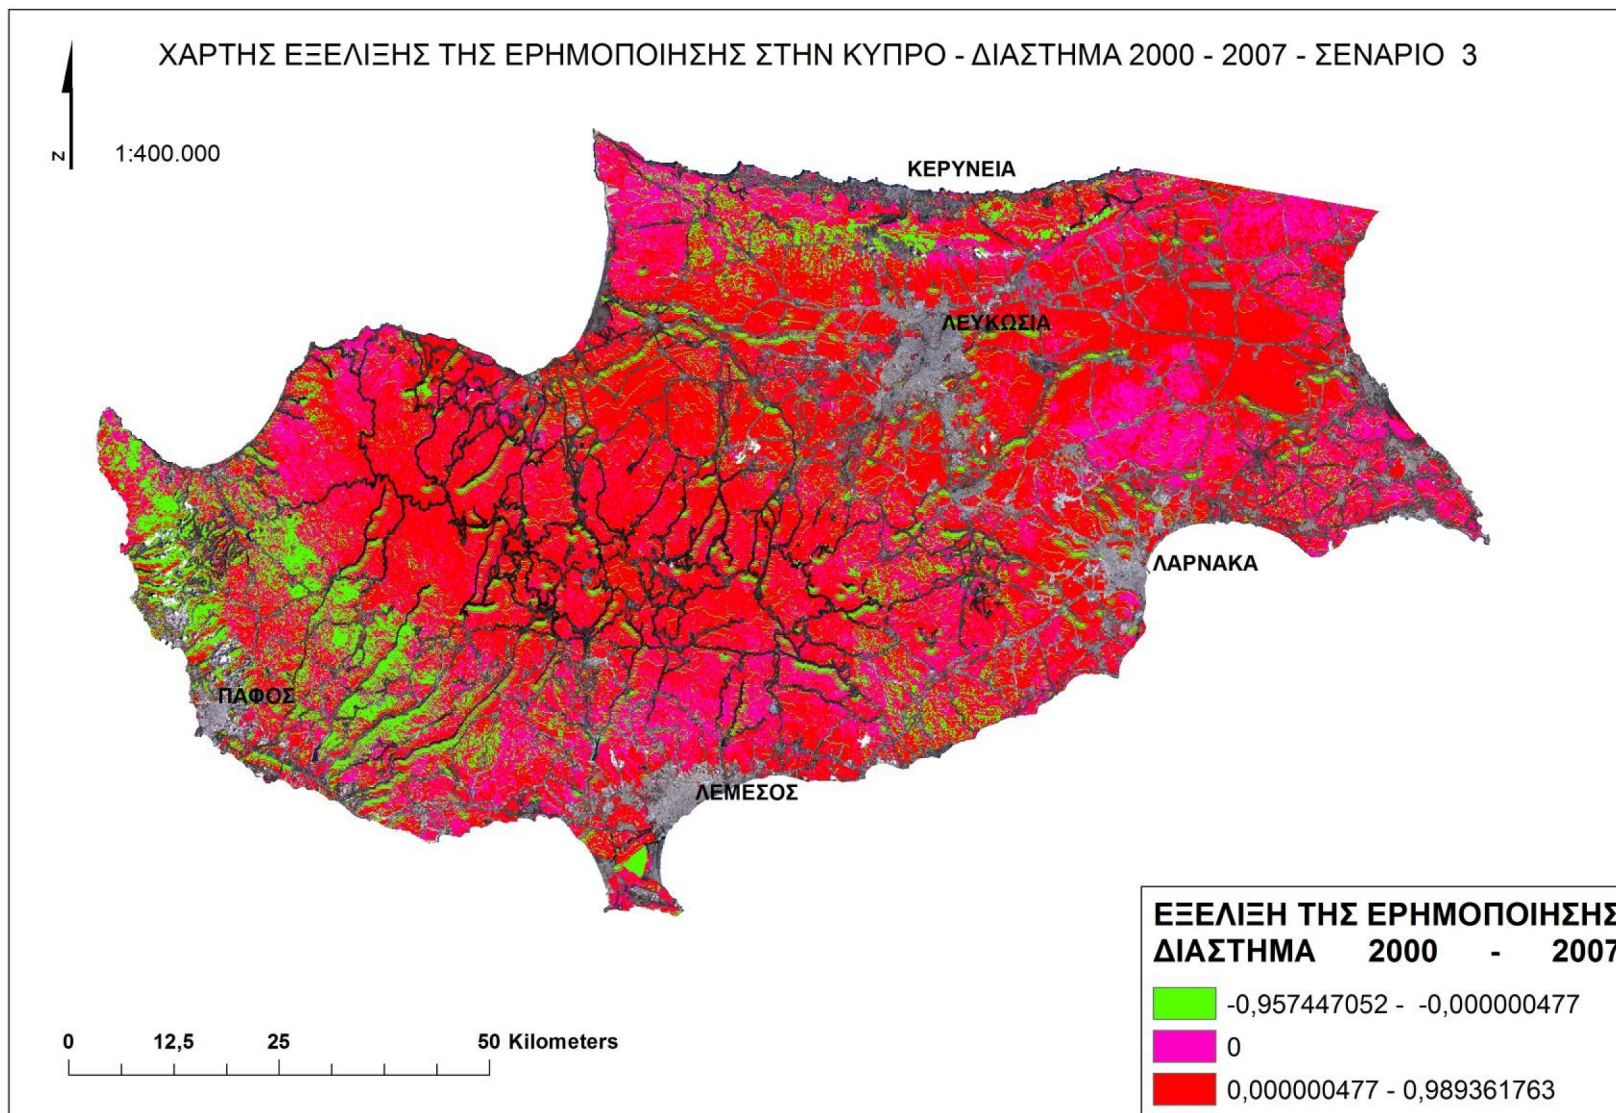 ΧΑΡΤΗΣ ΕΞΕΛΙΞΗΣ ΤΗΣ ΕΡΗΜΟΠΟΙΗΣΗΣ ΣΤΗΝ ΚΥΠΡΟ - ΔΙΑΣΤΗΜΑ 2000 - 2007 - ΣΕΝΑΡΙΟ 3
Z
1:400.000
ΚΕΡΥΝΕΙΑ
ΛΕΥΚΩΣΙΑ
ΛΑΡΝΑΚΑ
ΠΑΦΟΣ
ΛΕΜΕΣΟΣ
ΕΞΕΛΙΞΗ ΤΗΣ ΕΡΗΜΟΠΟΙΗΣΗΣ
ΔΙΑΣΤΗΜΑ 2000 - 2007
-0,957447052 - -0,000000477
0
0,000000477 - 0,989361763
0 12,5 25 50 Kilometers